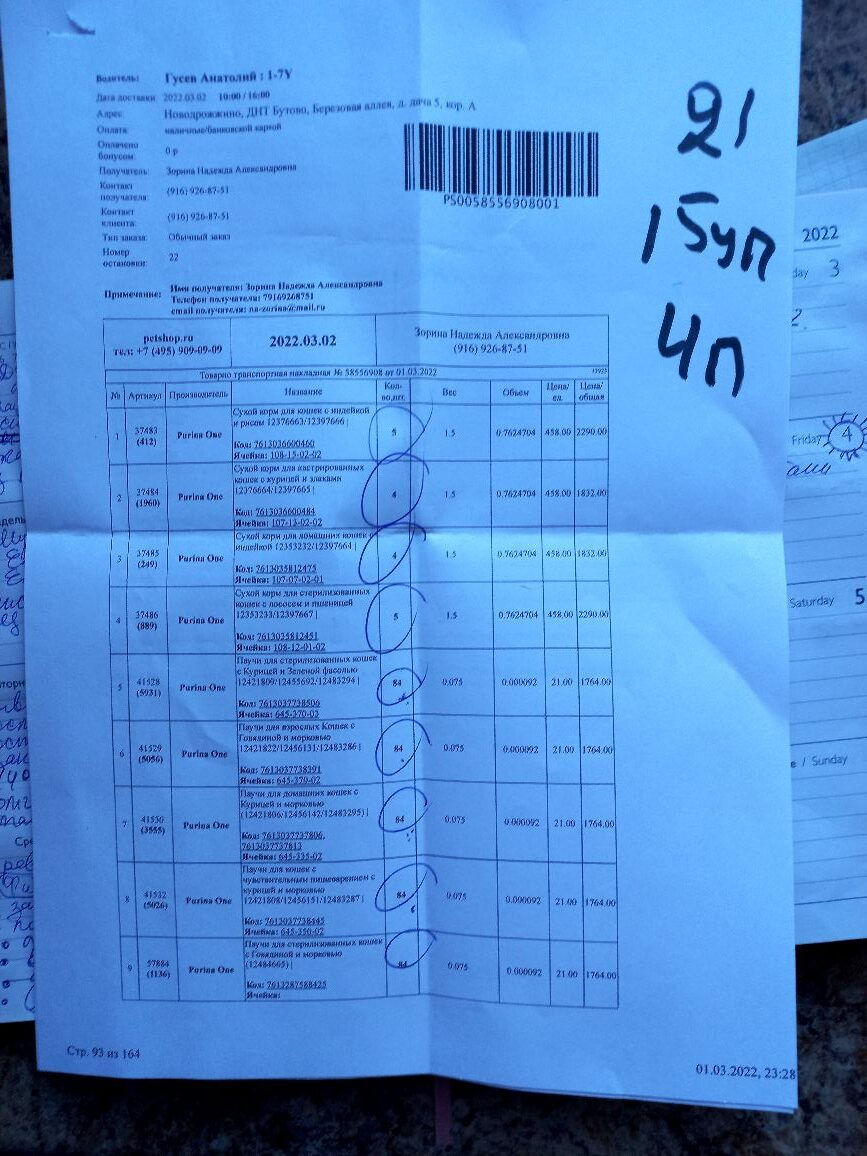 Водитель: Гусев Анатолий : 1-7Y
Дата доставки 2022.03.02 10:00 / 16:00
Адрес: Новодрожжино, ДНТ Бутово, Березовая аллея, д. дача 5, кор. А
Оплата: наличные/банковской картой
Оплачено бонусом: 0 р
Получатель: Зорина Надежда Александровна
Контакт получателя: (916) 926-87-51
Контакт клиента: (916) 926-87-51
Тип заказа: Обычный заказ
Номер остановки: 22
PS0058556908001
21
15уп
4п
Примечание: Имя получателя: Зорина Надежда Александровна
Телефон получателя: 79169268751
email получателя: na-zorina@mail.ru
petshop.ru
тел: +7 (495) 909-09-09
2022.03.02
Зорина Надежда Александровна
(916) 926-87-51
Товарно транспортная накладная № 58556908 от 01.03.2022
№ Артикул Производитель Название Кол-во,шт. Вес Объем Цена/ед. Цена/общая
1 37483 (412) Purina One
Сухой корм для кошек с индейкой
и рисом 12376663/12397666 |
Код: 7613036600460
Ячейка: 108-15-02-02
5 1.5 0.7624704 458.00 2290.00
2 37484 (1960) Purina One
Сухой корм для кастрированных
кошек с курицей и злаками
12376664/12397665 |
Код: 7613036600484
Ячейка: 107-13-02-02
4 1.5 0.7624704 458.00 1832.00
3 37485 (249) Purina One
Сухой корм для домашних кошек с
индейкой 12353232/12397664 |
Код: 7613035812475
Ячейка: 107-07-02-01
4 1.5 0.7624704 458.00 1832.00
4 37486 (889) Purina One
Сухой корм для стерилизованных
кошек с лососем и пшеницей
12353233/12397667 |
Код: 7613035812451
Ячейка: 108-12-01-02
5 1.5 0.7624704 458.00 2290.00
5 41528 (5931) Purina One
Паучи для стерилизованных кошек
с Курицей и Зеленой фасолью
12421809/12455692/12483294 |
Код: 7613037738506
Ячейка: 645-370-03
84 0.075 0.000092 21.00 1764.00
6 41529 (5056) Purina One
Паучи для взрослых Кошек с
Говядиной и морковью
12421822/12456131/12483286 |
Код: 7613037738391
Ячейка: 645-370-02
84 0.075 0.000092 21.00 1764.00
7 41530 (3555) Purina One
Паучи для домашних кошек с
Курицей и морковью
(12421806/12456142/12483295) |
Код: 7613037737806,
7613037737813
Ячейка: 645-335-02
84 0.075 0.000092 21.00 1764.00
8 41532 (5026) Purina One
Паучи для кошек с
чувствительным пищеварением с
курицей и морковью
12421808/12456151/12483287 |
Код: 7613037738445
Ячейка: 645-350-02
84 0.075 0.000092 21.00 1764.00
9 57884 (1136) Purina One
Паучи для стерилизованных кошек
с Говядиной и морковью
(12484665) |
Код: 7613287588425
Ячейка:
84 0.075 0.000092 21.00 1764.00
Стр. 93 из 164
01.03.2022, 23:28
2022
day 3
Friday 4
Saturday 5
e / Sunday